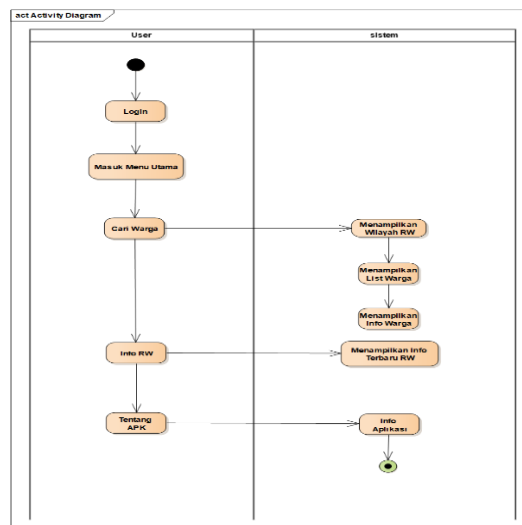 act Activity Diagram
User
sistem
Login
Masuk Menu Utama
Cari Warga
Menampilkan
Wilayah RW
Menampilkan
List Warga
Menampilkan
Info Warga
Info RW
Menampilkan Info
Terbaru RW
Tentang
APK
Info
Aplikasi